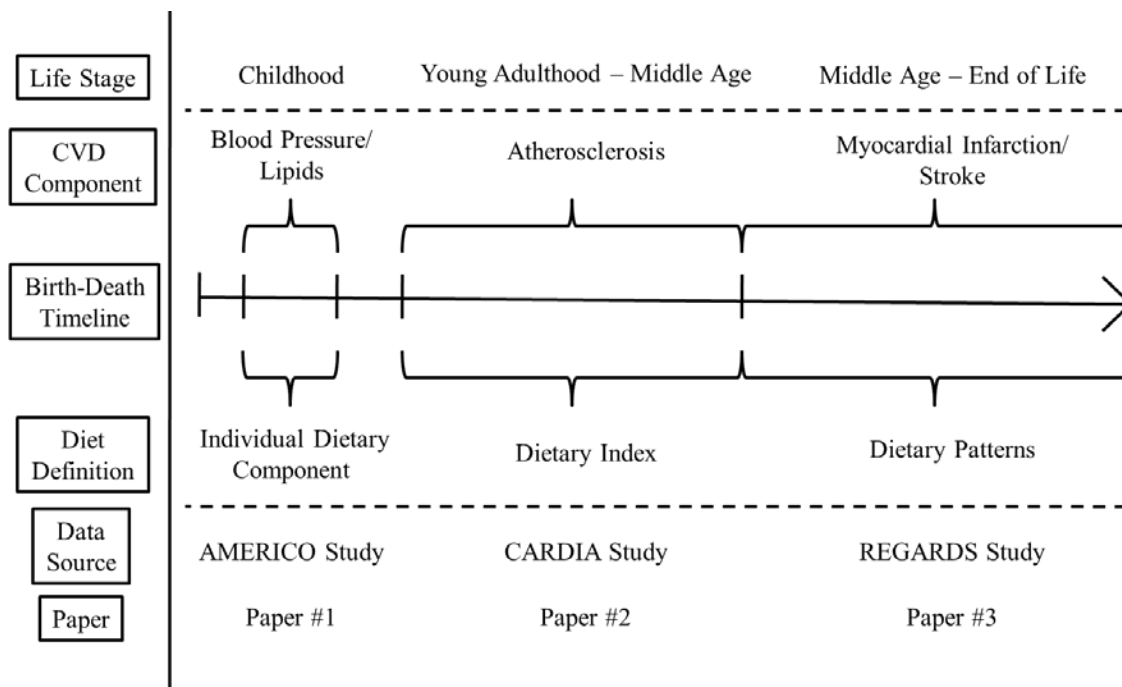 Life Stage
Childhood
Young Adulthood – Middle Age
Middle Age – End of Life
CVD
Component
Blood Pressure/
Lipids
Atherosclerosis
Myocardial Infarction/
Stroke
Birth-Death
Timeline
Diet
Definition
Individual Dietary
Component
Dietary Index
Dietary Patterns
Data
Source
AMERICO Study
CARDIA Study
REGARDS Study
Paper
Paper #1
Paper #2
Paper #3